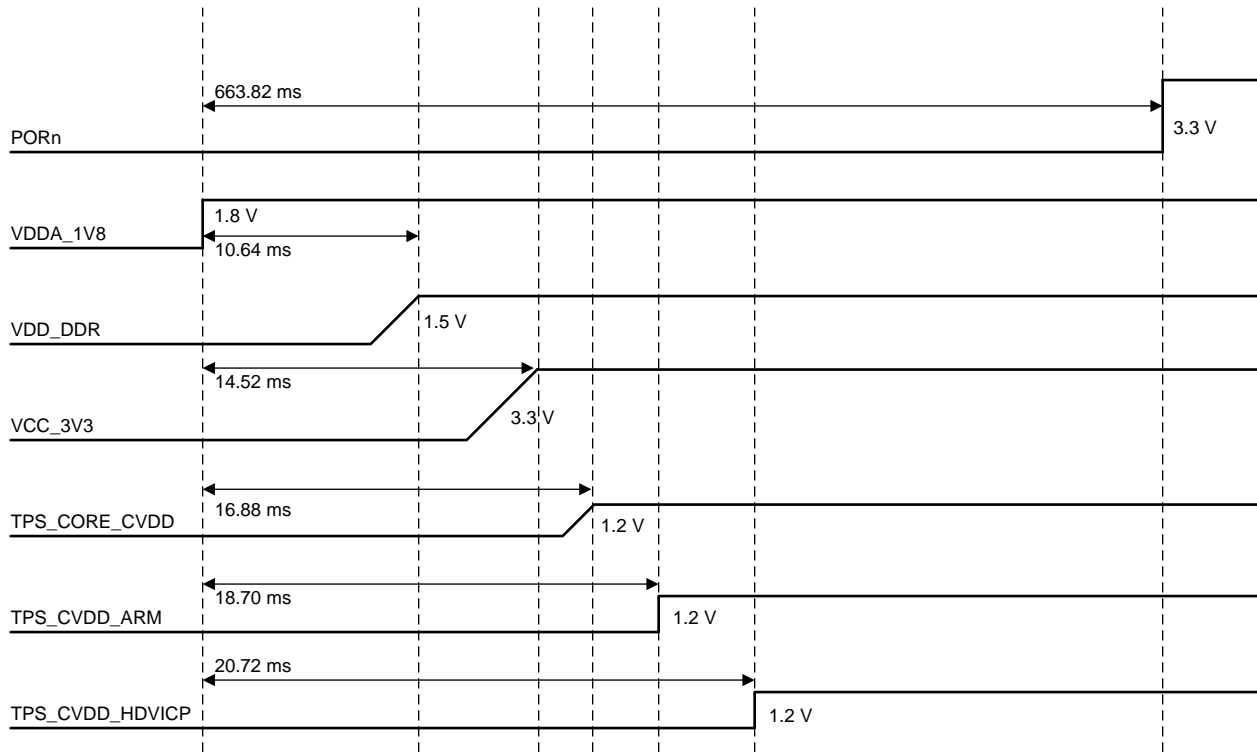 663.82 ms
PORn
3.3 V
1.8 V
VDDA_1V8
10.64 ms
VDD_DDR
1.5 V
14.52 ms
VCC_3V3
3.3 V
16.88 ms
TPS_CORE_CVDD
1.2 V
18.70 ms
TPS_CVDD_ARM
1.2 V
20.72 ms
TPS_CVDD_HDVICP
1.2 V